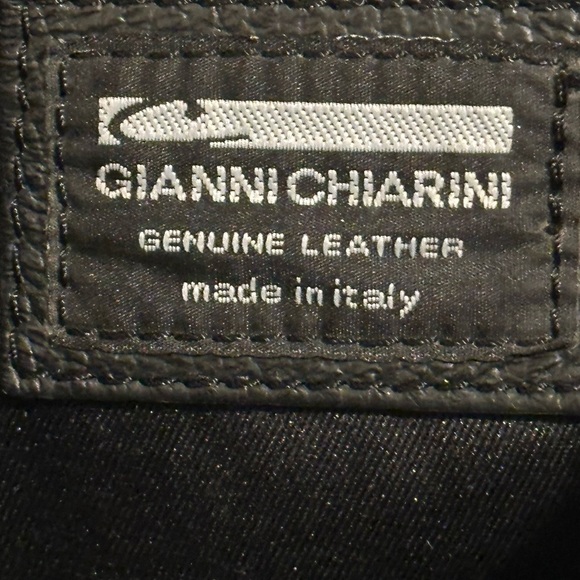 GIANNI CHIARINI
GENUINE LEATHER
made in italy